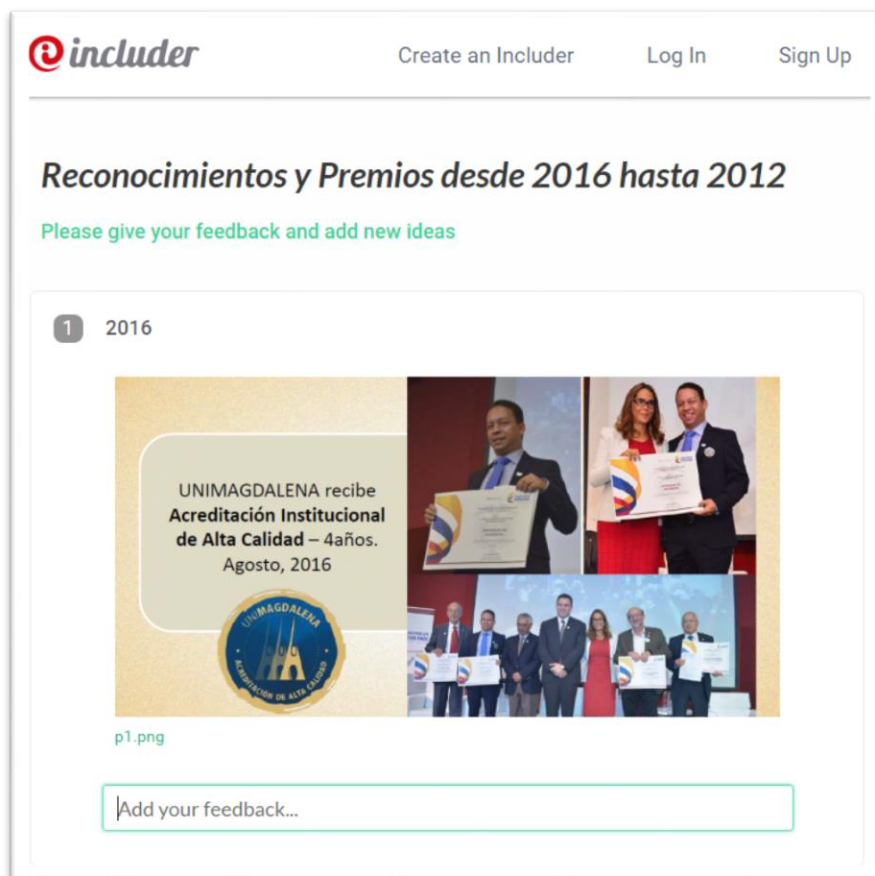 includer
Create an Includer
Log In
Sign Up
Reconocimientos y Premios desde 2016 hasta 2012
Please give your feedback and add new ideas
1
2016
UNIMAGDALENA recibe
Acreditación Institucional
de Alta Calidad – 4años.
Agosto, 2016
UNIMAGDALENA
ACREDITACIÓN DE ALTA CALIDAD
p1.png
Add your feedback...